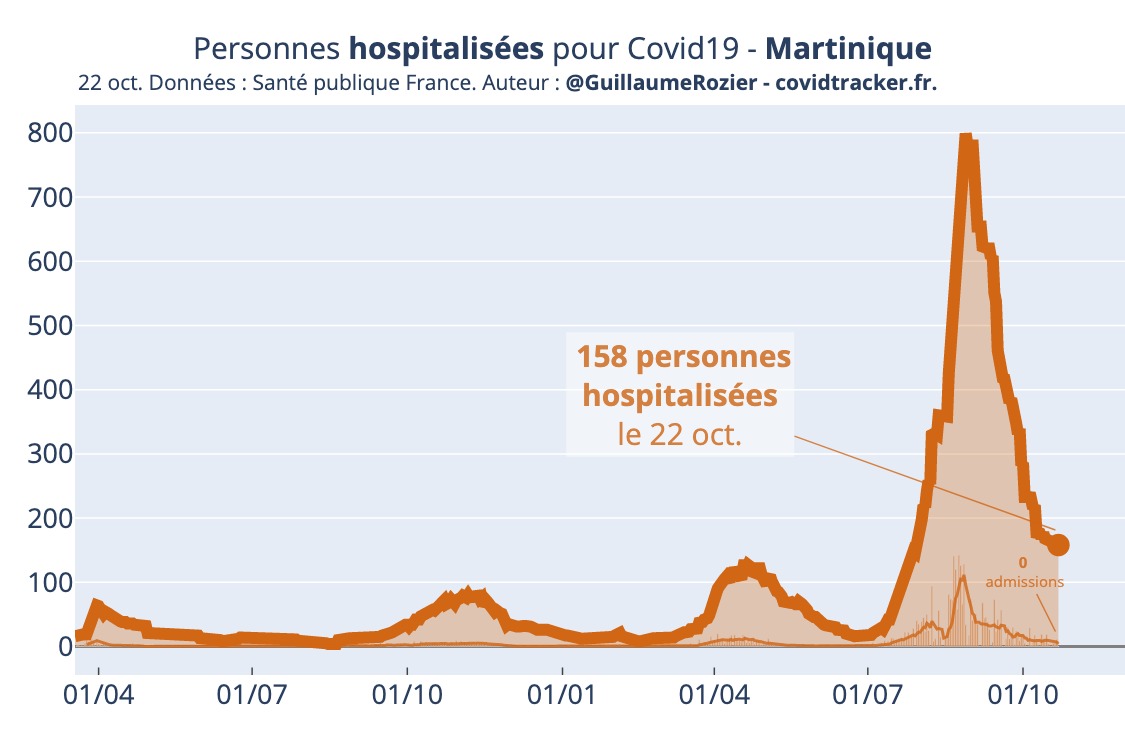 Personnes hospitalisées pour Covid19 - Martinique
22 oct. Données : Santé publique France. Auteur : @GuillaumeRozier - covidtracker.fr.
800
700
600
500
400
300
200
100
0
158 personnes
hospitalisées
le 22 oct.
0
admissions
01/04
01/07
01/10
01/01
01/04
01/07
01/10